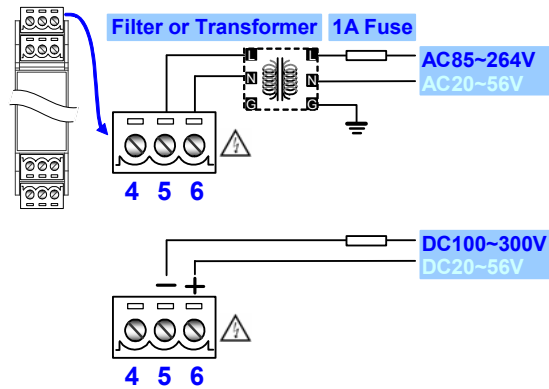 Filter or Transformer 1A Fuse
L L
AC85~264V
N N
AC20~56V
G G
4 5 6
DC100~300V
DC20~56V
− +
4 5 6